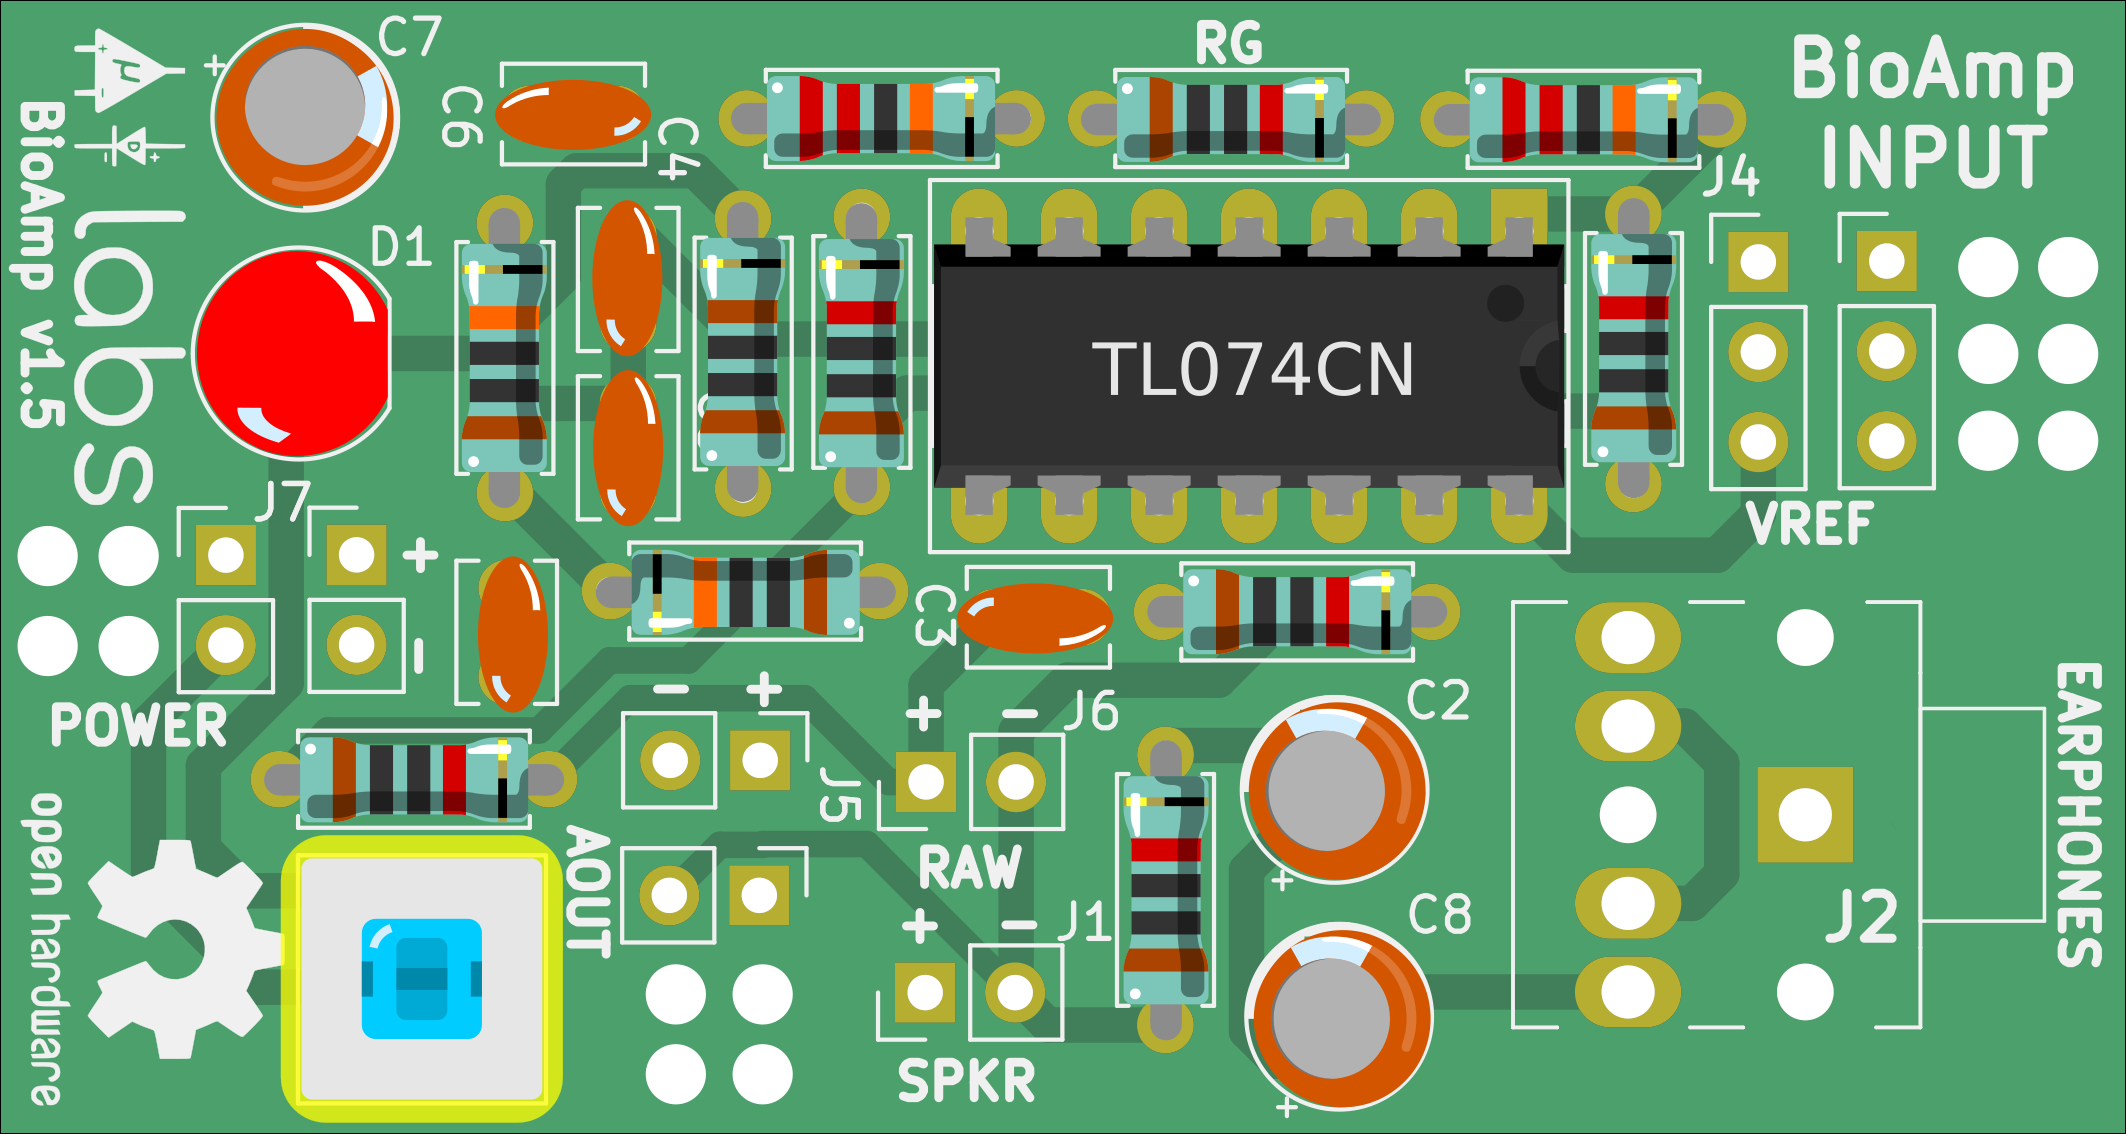 C7
RG
BioAmp
INPUT
C6
C4
+
+
μ
D
BioAmp v1.5
labs
D1
J4
TL074CN
VREF
J7
+
-
POWER
C3
- +
+ -
J6
C2
J5
EARPHONES
open hardware
AOUT
RAW
+ -
J1
+
C8
J2
SPKR
+